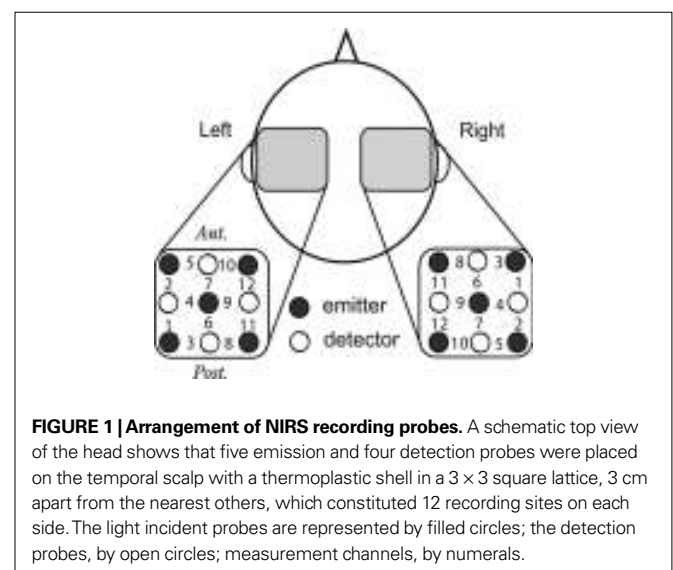 Left
Right
Ant.
5 10
8 3
2 7 12
11 6 1
4 9
9 4
emitter
1 6 11
12 7 2
detector
3 8
10 5
Post.
FIGURE 1 | Arrangement of NIRS recording probes. A schematic top view
of the head shows that five emission and four detection probes were placed
on the temporal scalp with a thermoplastic shell in a 3 × 3 square lattice, 3 cm
apart from the nearest others, which constituted 12 recording sites on each
side. The light incident probes are represented by filled circles; the detection
probes, by open circles; measurement channels, by numerals.